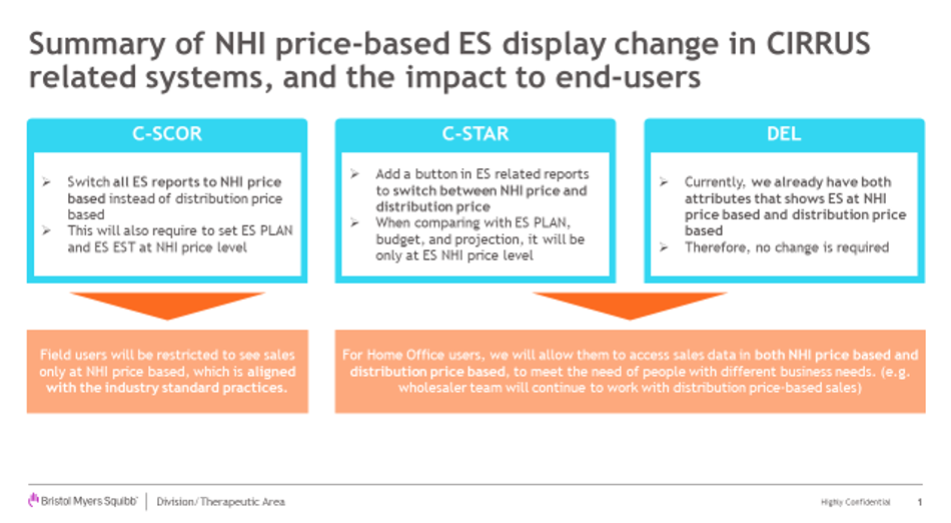 Summary of NHI price-based ES display change in CIRRUS
related systems, and the impact to end-users
C-SCOR
➢ Switch all ES reports to NHI price
based instead of distribution price
based
➢ This will also require to set ES PLAN
and ES EST at NHI price level
C-STAR
➢ Add a button in ES related reports
to switch between NHI price and
distribution price
➢ When comparing with ES PLAN,
budget, and projection, it will be
only at ES NHI price level
DEL
➢ Currently, we already have both
attributes that shows ES at NHI
price based and distribution price
based
➢ Therefore, no change is required
Field users will be restricted to see sales
only at NHI price based, which is aligned
with the industry standard practices.
For Home Office users, we will allow them to access sales data in both NHI price based and
distribution price based, to meet the need of people with different business needs. (e.g.
wholesaler team will continue to work with distribution price-based sales)
Bristol Myers Squibb™ Division/Therapeutic Area
Highly Confidential 1